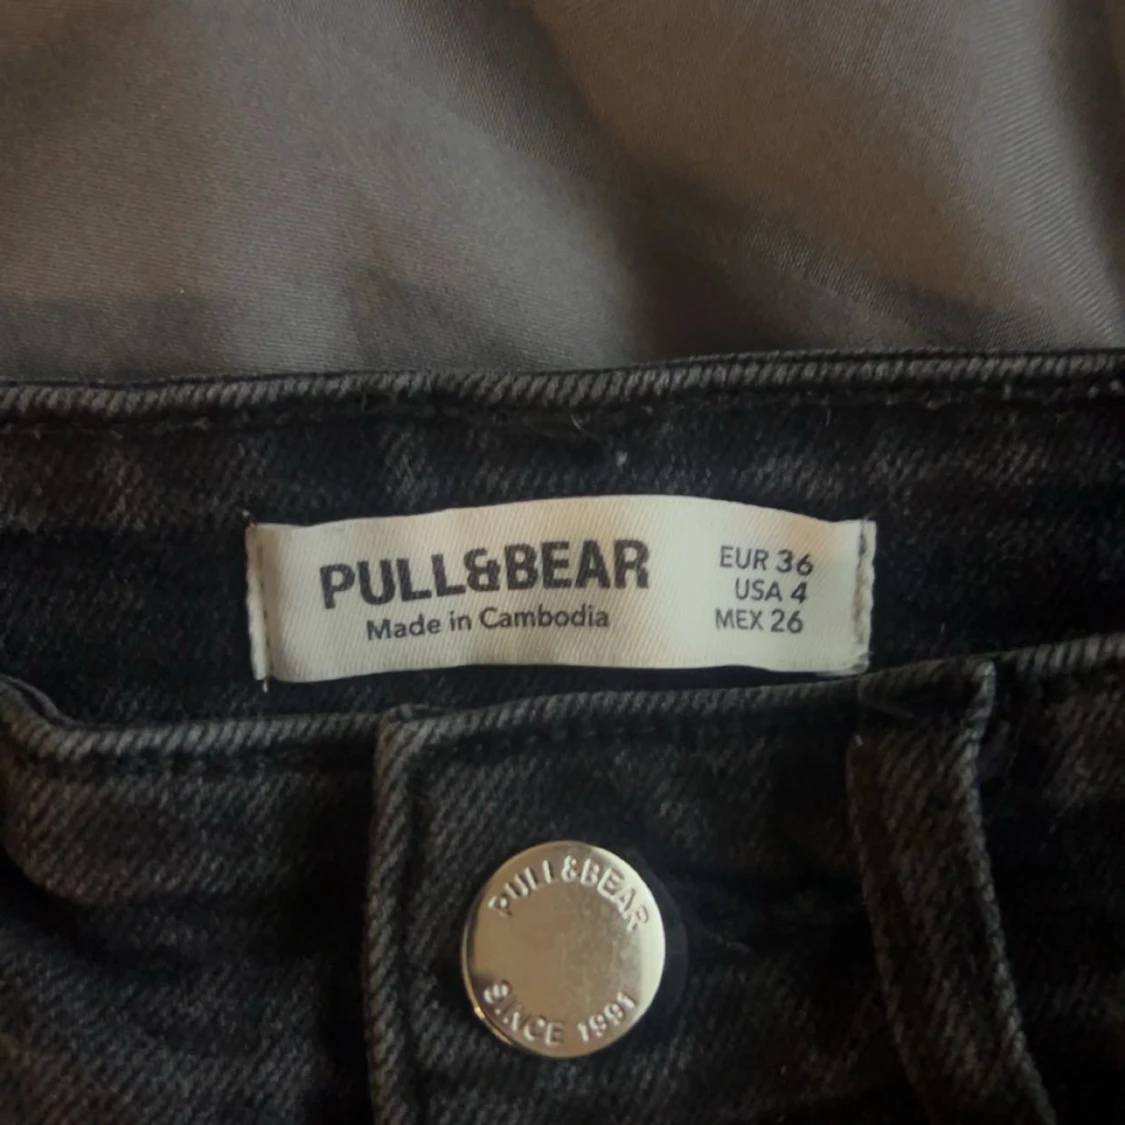 PULL&BEAR
Made in Cambodia
EUR 36
USA 4
MEX 26
PULL&BEAR
SINCE 1991